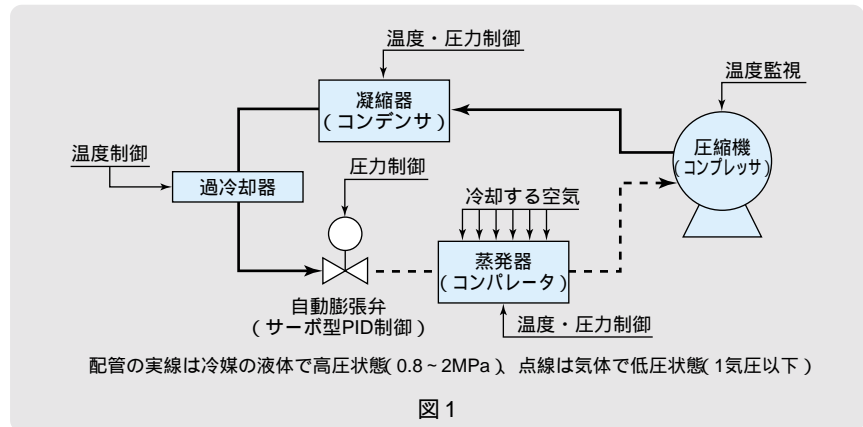 温度・圧力制御
温度監視
凝縮器
(コンデンサ)
圧縮機
(コンプレッサ)
温度制御
過冷却器
圧力制御
冷却する空気
蒸発器
(コンパレータ)
自動膨張弁
(サーボ型PID制御)
温度・圧力制御
配管の実線は冷媒の液体で高圧状態(0.8~2MPa)、点線は気体で低圧状態(1気圧以下)
図1